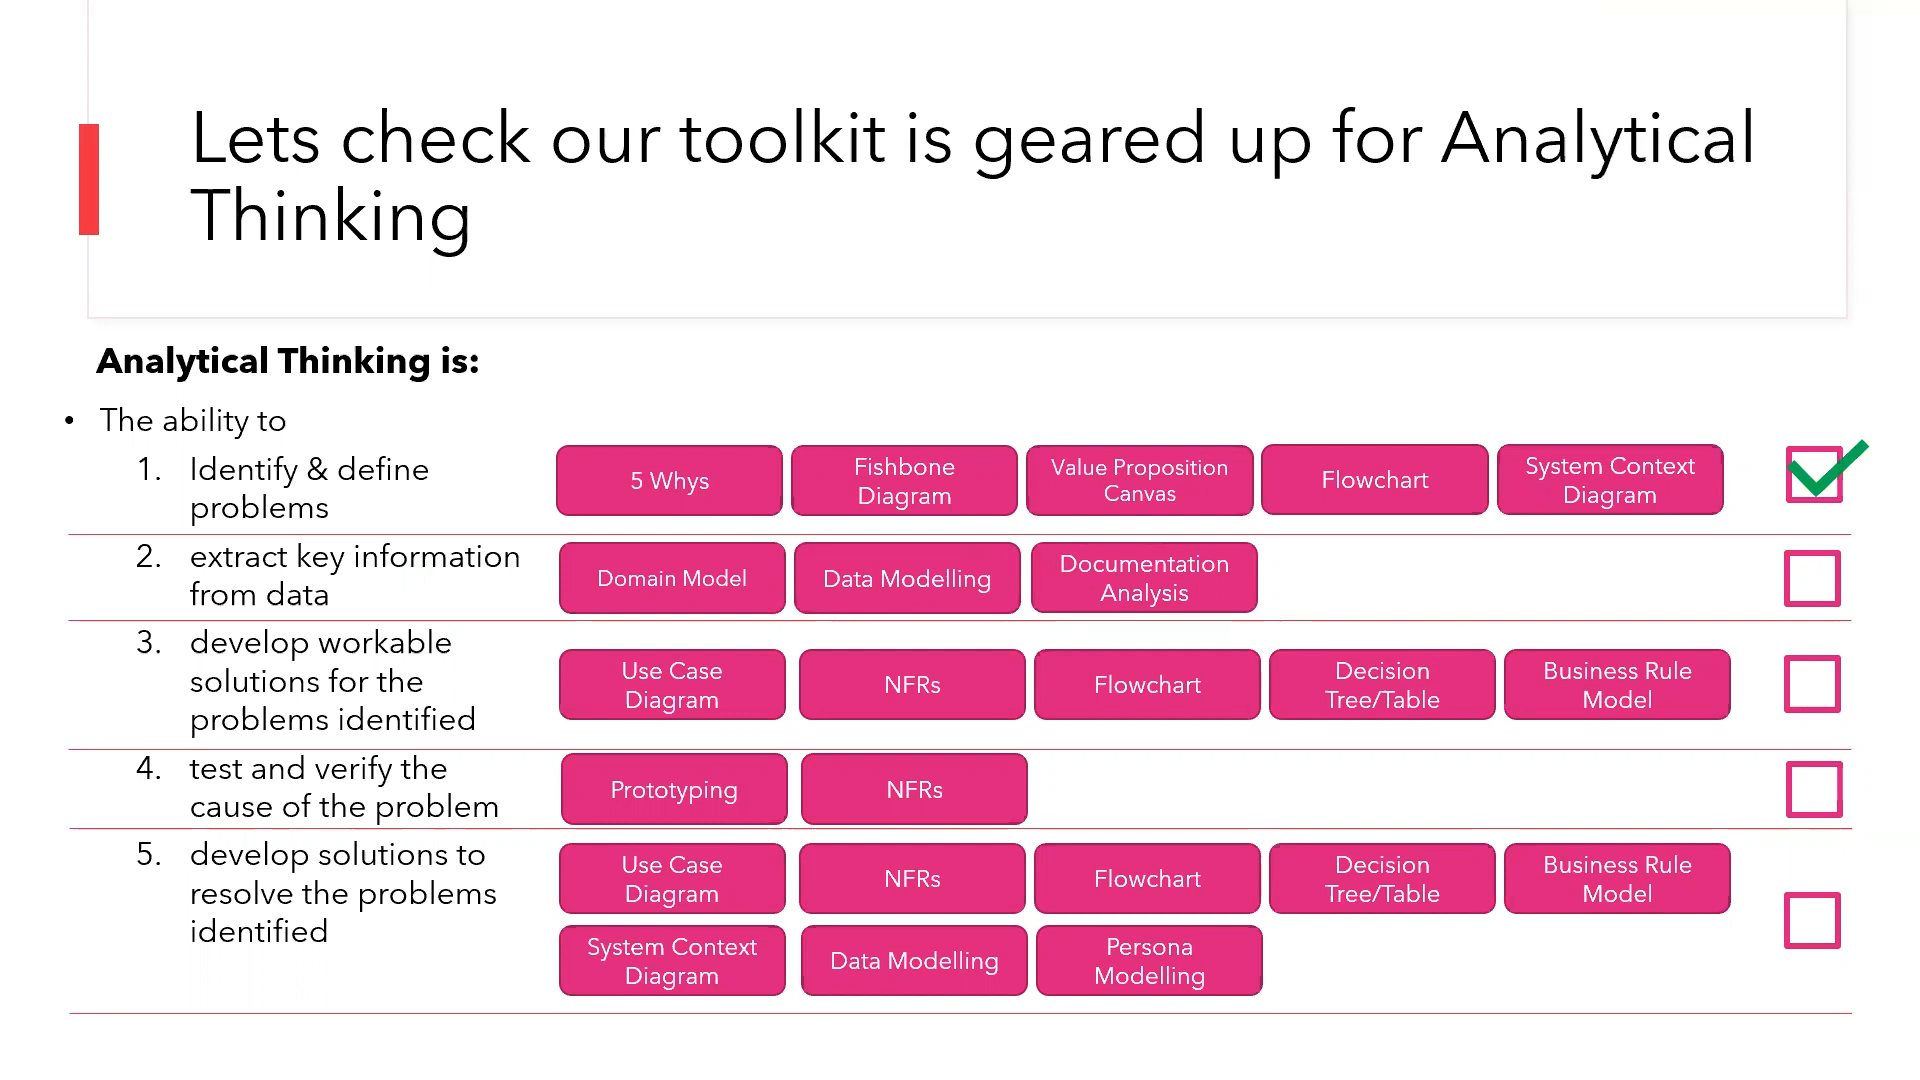 Lets check our toolkit is geared up for Analytical
Thinking
Analytical Thinking is:
• The ability to
1. Identify & define
problems
5 Whys
Fishbone
Diagram
Value Proposition
Canvas
Flowchart
System Context
Diagram
2. extract key information
from data
Domain Model
Data Modelling
Documentation
Analysis
3. develop workable
solutions for the
problems identified
Use Case
Diagram
NFRs
Flowchart
Decision
Tree/Table
Business Rule
Model
4. test and verify the
cause of the problem
Prototyping
NFRs
5. develop solutions to
resolve the problems
identified
Use Case
Diagram
NFRs
Flowchart
Decision
Tree/Table
Business Rule
Model
System Context
Diagram
Data Modelling
Persona
Modelling